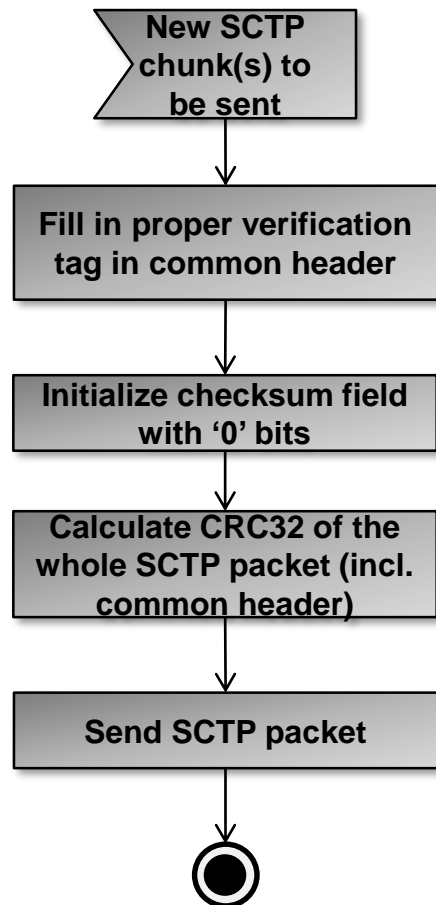 New SCTP
chunk(s) to
be sent
Fill in proper verification
tag in common header
Initialize checksum field
with ‘0’ bits
Calculate CRC32 of the
whole SCTP packet (incl.
common header)
Send SCTP packet